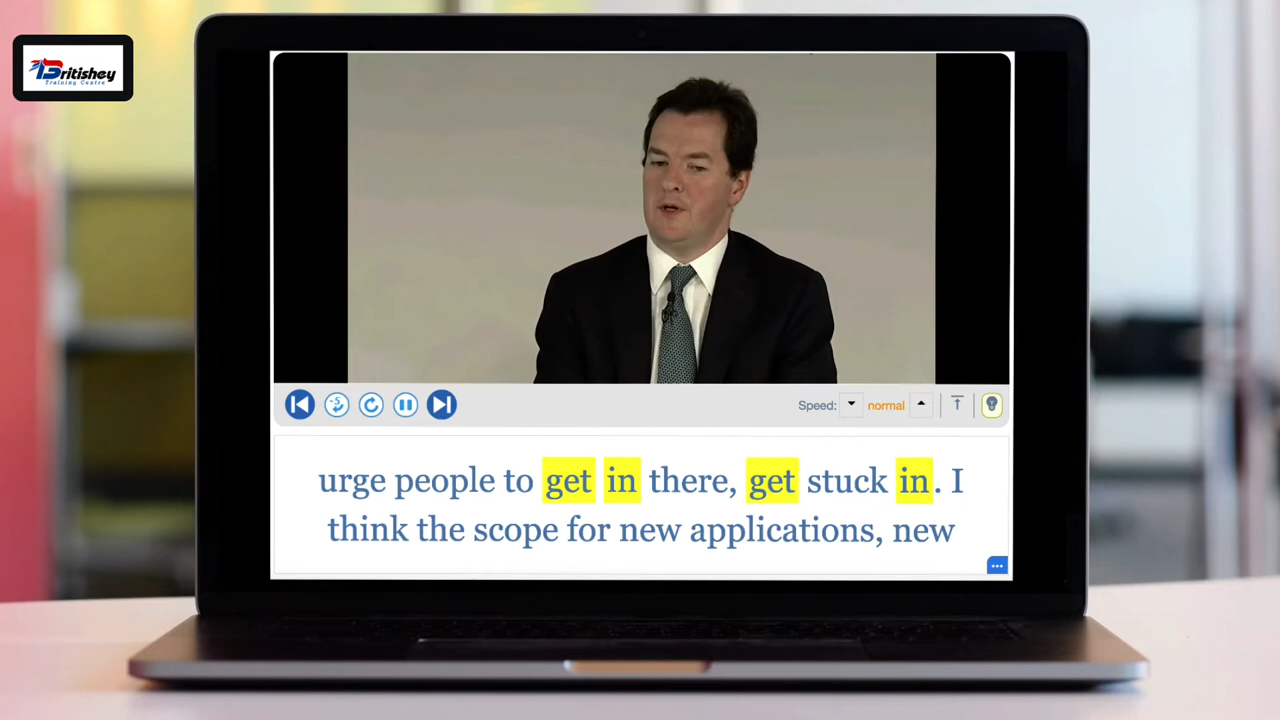 Britishey
Training Centre
-5
Speed:
normal
urge people to get in there, get stuck in. I
think the scope for new applications, new